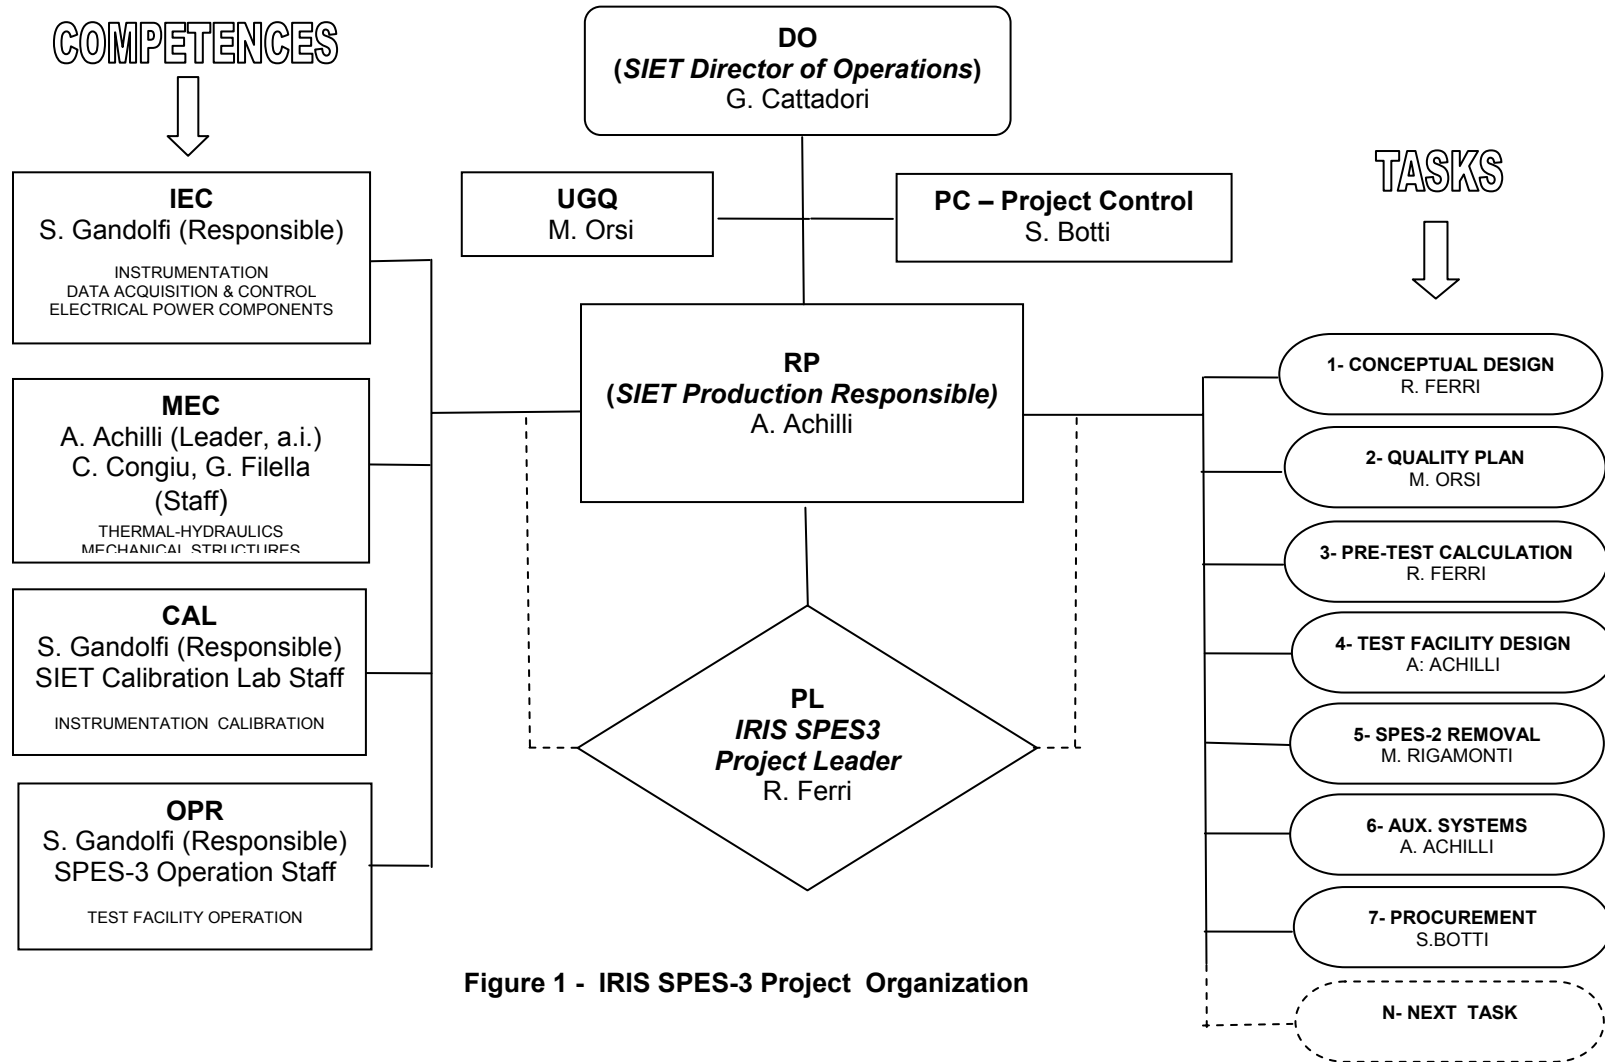 COMPETENCES
IEC
S. Gandolfi (Responsible)
INSTRUMENTATION
DATA ACQUISITION & CONTROL
ELECTRICAL POWER COMPONENTS
MEC
A. Achilli (Leader, a.i.)
C. Congiu, G. Filella
(Staff)
THERMAL-HYDRAULICS
MECHANICAL STRUCTURES
CAL
S. Gandolfi (Responsible)
SIET Calibration Lab Staff
INSTRUMENTATION CALIBRATION
OPR
S. Gandolfi (Responsible)
SPES-3 Operation Staff
TEST FACILITY OPERATION
DO
(SIET Director of Operations)
G. Cattadori
UGQ
M. Orsi
PC – Project Control
S. Botti
RP
(SIET Production Responsible)
A. Achilli
PL
IRIS SPES3
Project Leader
R. Ferri
TASKS
1- CONCEPTUAL DESIGN
R. FERRI
2- QUALITY PLAN
M. ORSI
3- PRE-TEST CALCULATION
R. FERRI
4- TEST FACILITY DESIGN
A: ACHILLI
5- SPES-2 REMOVAL
M. RIGAMONTI
6- AUX. SYSTEMS
A. ACHILLI
7- PROCUREMENT
S.BOTTI
N- NEXT TASK
Figure 1 - IRIS SPES-3 Project Organization